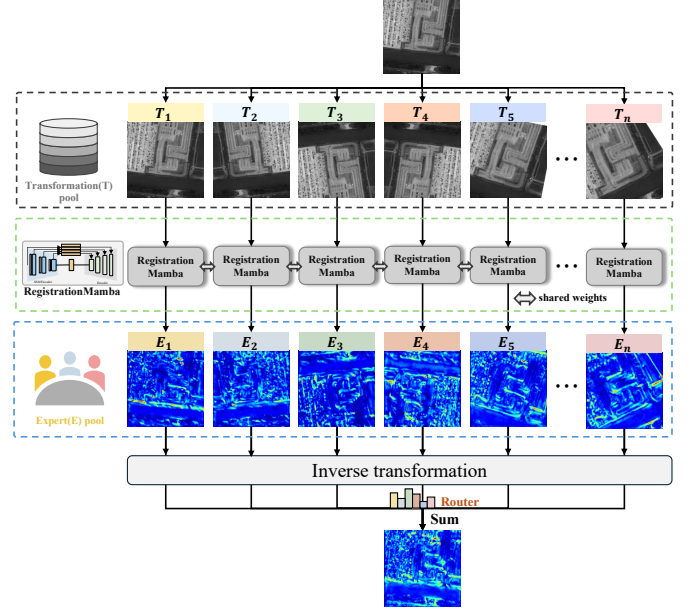 T₁ T₂ T₃ T₄ T₅ Tₙ
Transformation(T)
pool
...
Registration
Mamba
Registration
Mamba
Registration
Mamba
Registration
Mamba
Registration
Mamba
...
Registration
Mamba
RegistrationMamba
shared weights
E₁ E₂ E₃ E₄ E₅ Eₙ
...
Expert(E) pool
Inverse transformation
Router
Sum